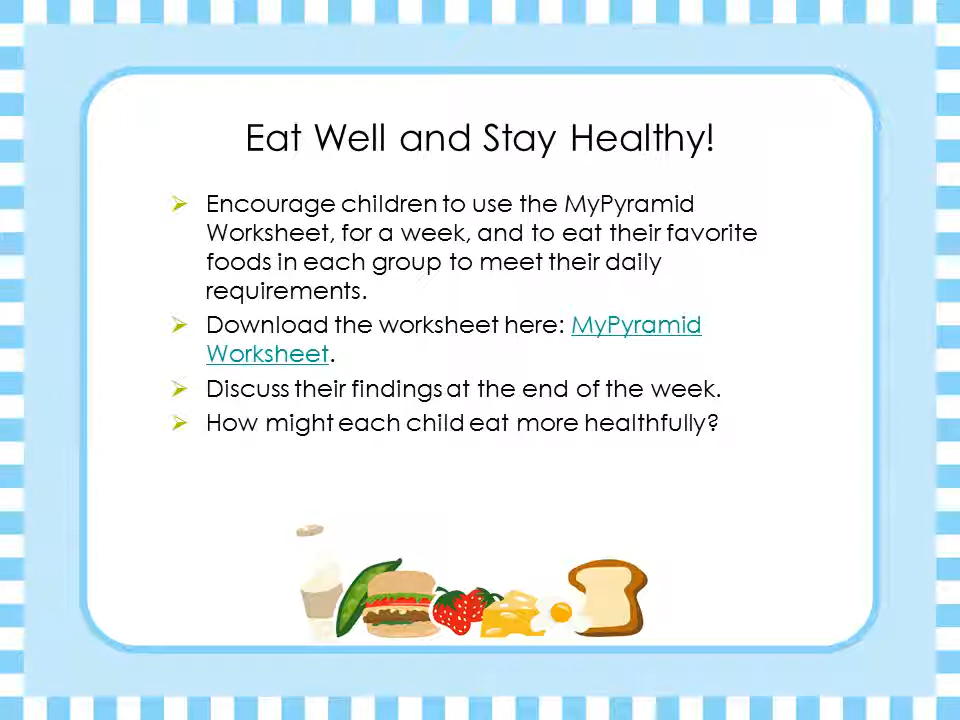 Eat Well and Stay Healthy!
Encourage children to use the MyPyramid
Worksheet, for a week, and to eat their favorite
foods in each group to meet their daily
requirements.
Download the worksheet here: MyPyramid
Worksheet.
Discuss their findings at the end of the week.
How might each child eat more healthfully?